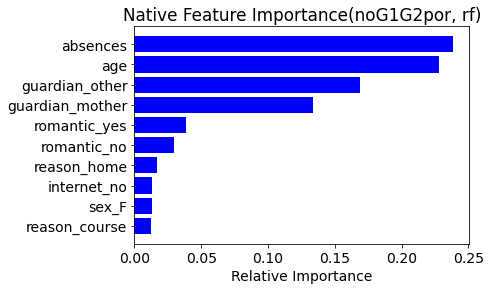 Native Feature Importance(noG1G2por, rf)
absences
age
guardian_other
guardian_mother
romantic_yes
romantic_no
reason_home
internet_no
sex_F
reason_course
0.00 0.05 0.10 0.15 0.20 0.25
Relative Importance